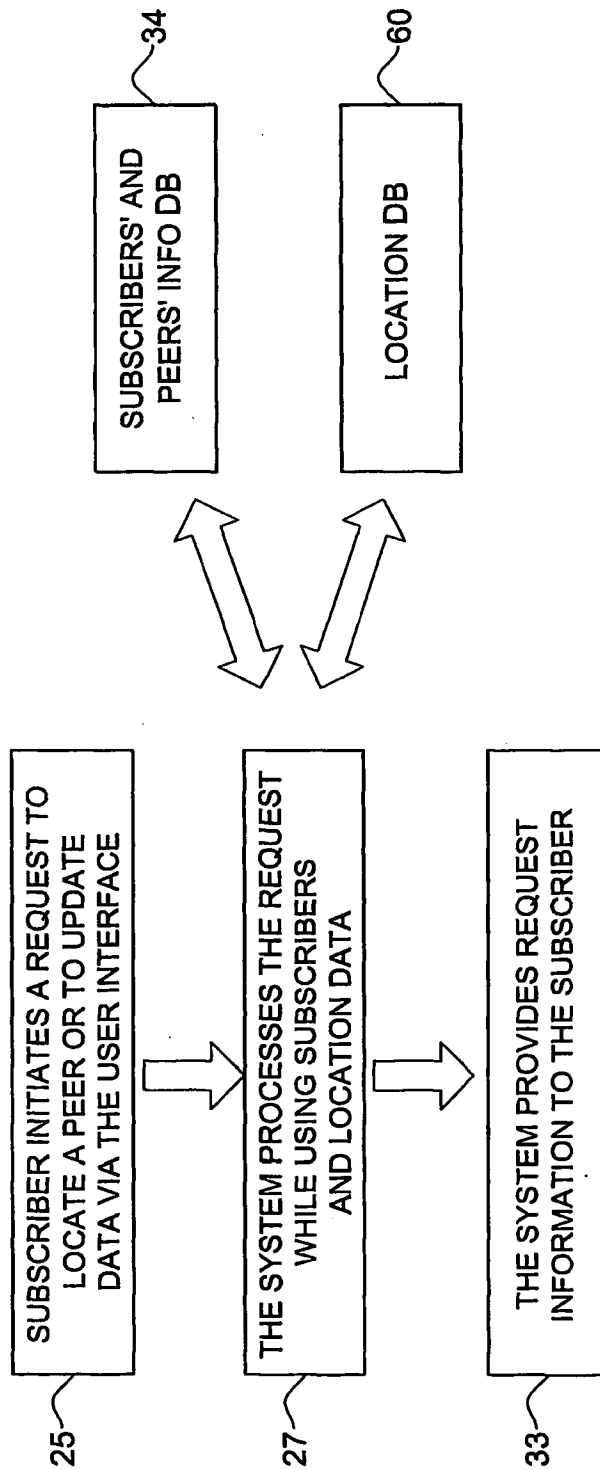 SUBSCRIBER INITIATES A REQUEST TO
LOCATE A PEER OR TO UPDATE
DATA VIA THE USER INTERFACE
25
THE SYSTEM PROCESSES THE REQUEST
WHILE USING SUBSCRIBERS
AND LOCATION DATA
27
THE SYSTEM PROVIDES REQUEST
INFORMATION TO THE SUBSCRIBER
33
SUBSCRIBERS' AND
PEERS' INFO DB
34
LOCATION DB
60